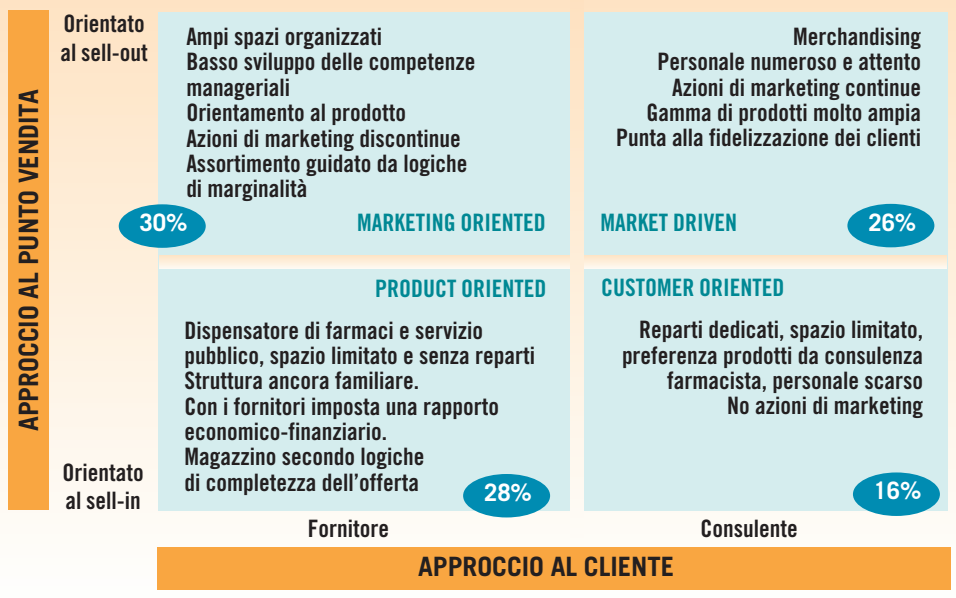 APPROCCIO AL PUNTO VENDITA
Orientato
al sell-out
Ampi spazi organizzati
Basso sviluppo delle competenze
manageriali
Orientamento al prodotto
Azioni di marketing discontinue
Assortimento guidato da logiche
di marginalità
30%
MARKETING ORIENTED
Merchandising
Personale numeroso e attento
Azioni di marketing continue
Gamma di prodotti molto ampia
Punta alla fidelizzazione dei clienti
MARKET DRIVEN
26%
PRODUCT ORIENTED
Dispensatore di farmaci e servizio
pubblico, spazio limitato e senza reparti
Struttura ancora familiare.
Con i fornitori imposta una rapporto
economico-finanziario.
Magazzino secondo logiche
di completezza dell'offerta
28%
CUSTOMER ORIENTED
Reparti dedicati, spazio limitato,
preferenza prodotti da consulenza
farmacista, personale scarso
No azioni di marketing
16%
Orientato
al sell-in
Fornitore
Consulente
APPROCCIO AL CLIENTE